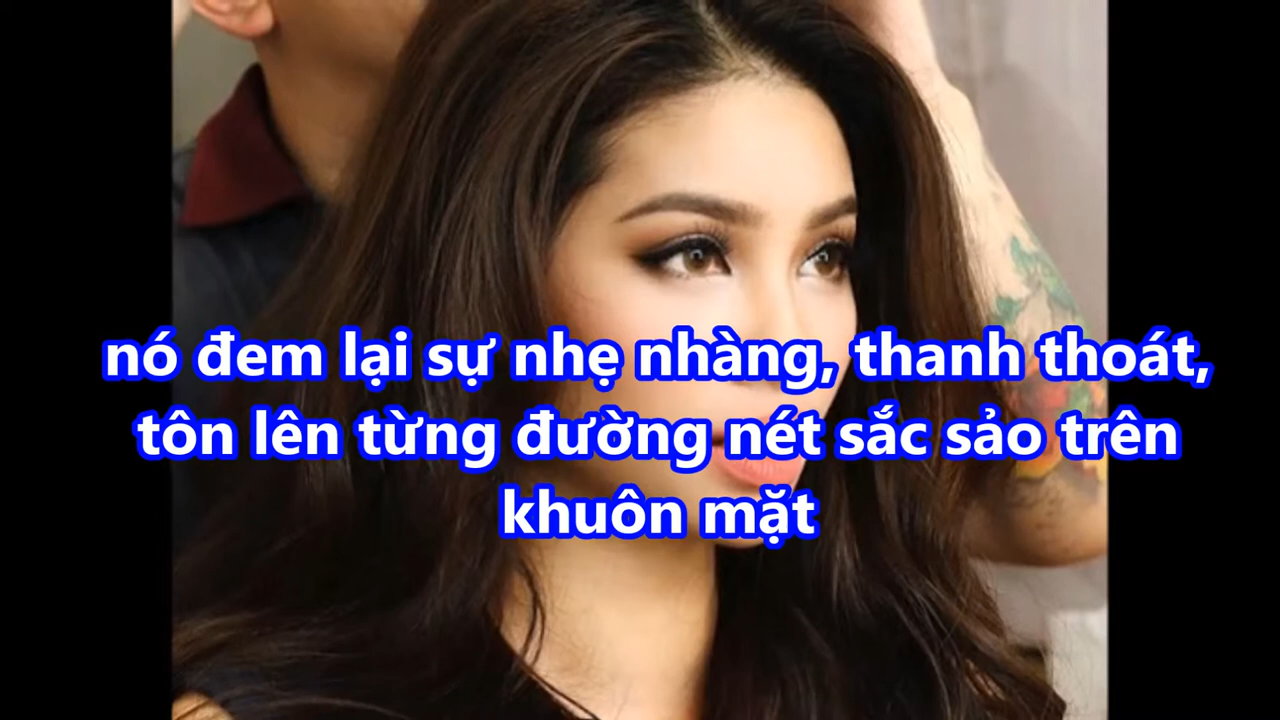 nó đem lại sự nhẹ nhàng, thanh thoát,
tôn lên từng đường nét sắc sảo trên
khuôn mặt